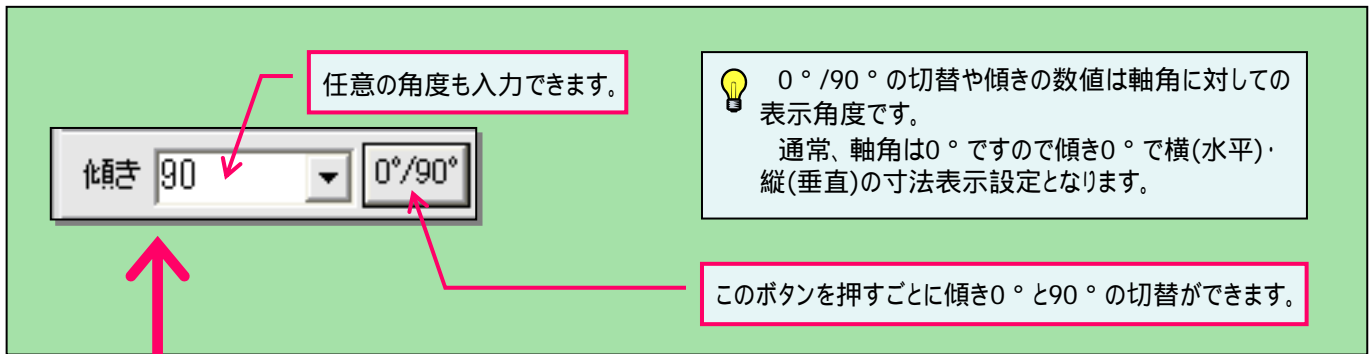 任意の角度も入力できます。
0°/90°の切替や傾きの数値は軸角に対しての
表示角度です。
通常、軸角は0°ですので傾き0°で横(水平)・
縦(垂直)の寸法表示設定となります。
傾き 90 0°/90°
このボタンを押すごとに傾き0°と90°の切替ができます。